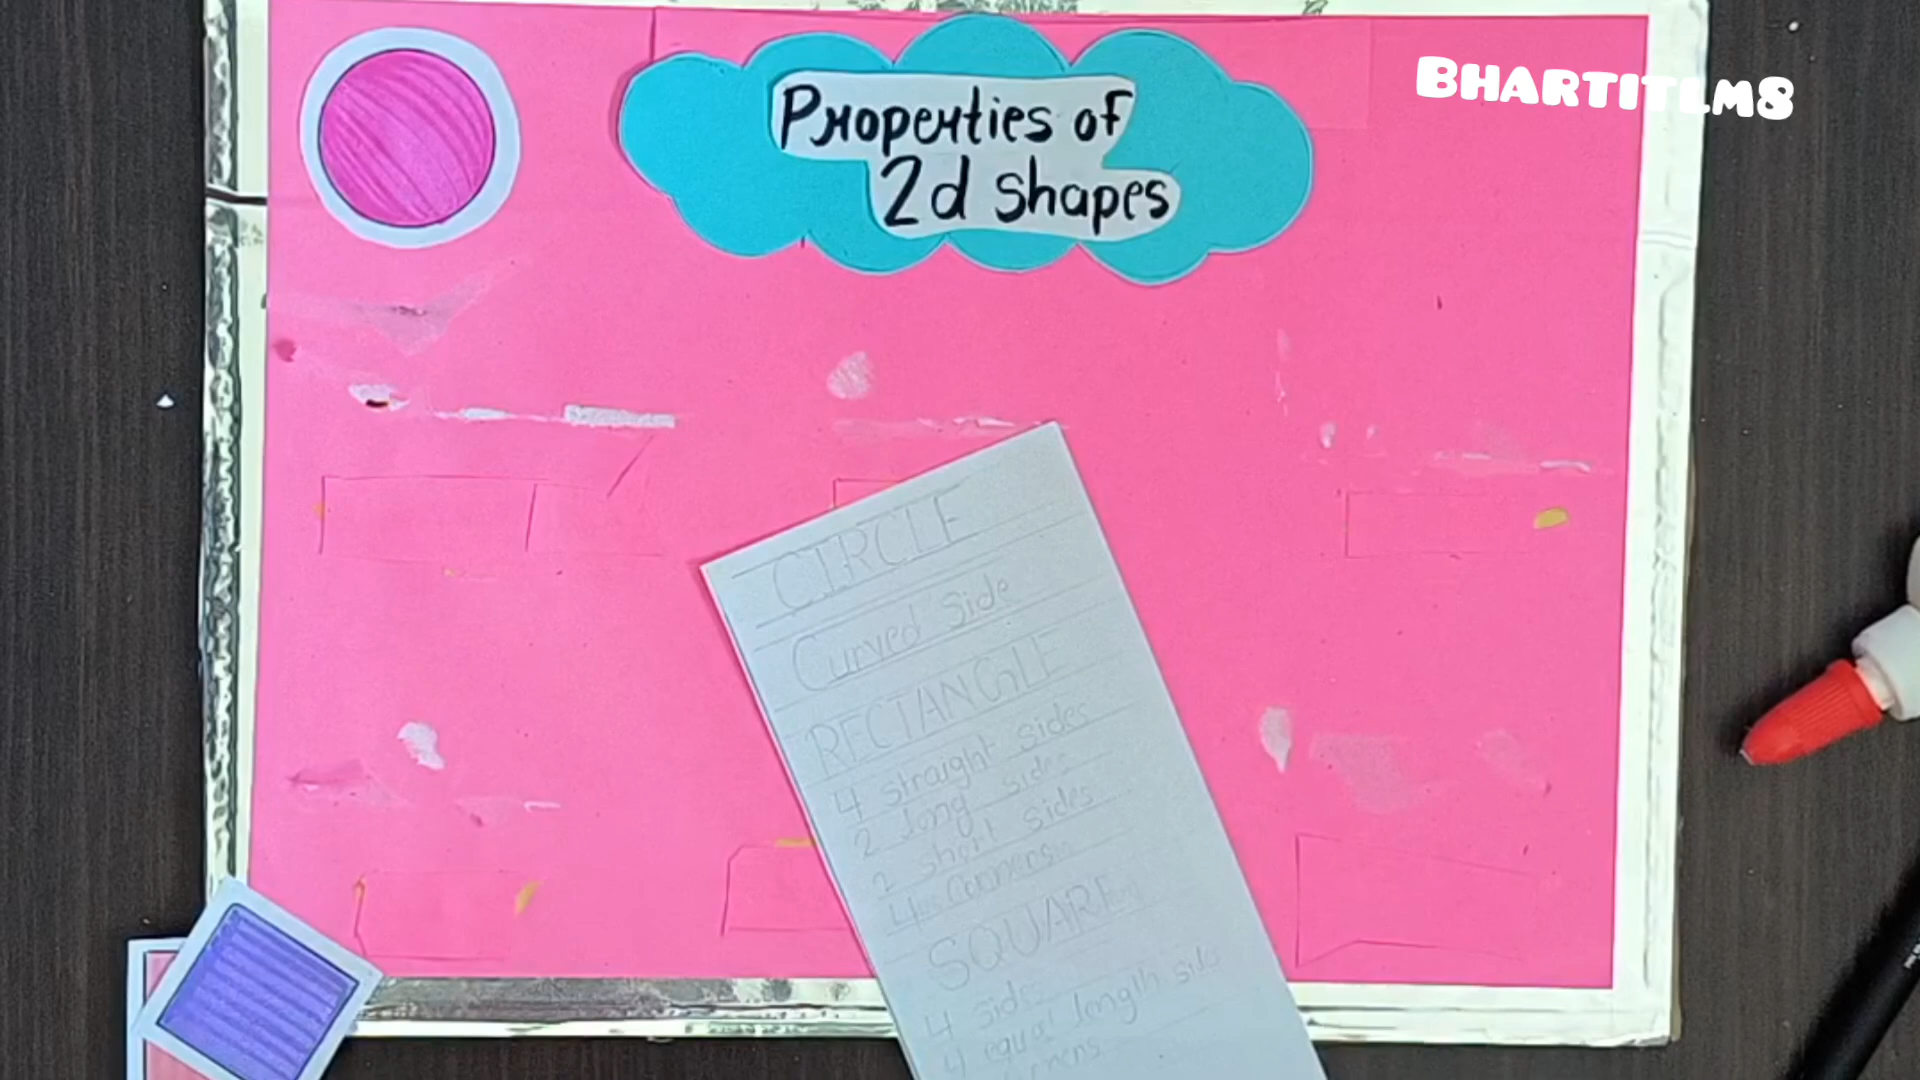 BHARTITLM8
Properties of
2d shapes
CIRCLE
Curved Side
RECTANGLE
4 straight sides
2 long sides
2 short sides
4 Corners
SQUARE
4 side
4 equal length side